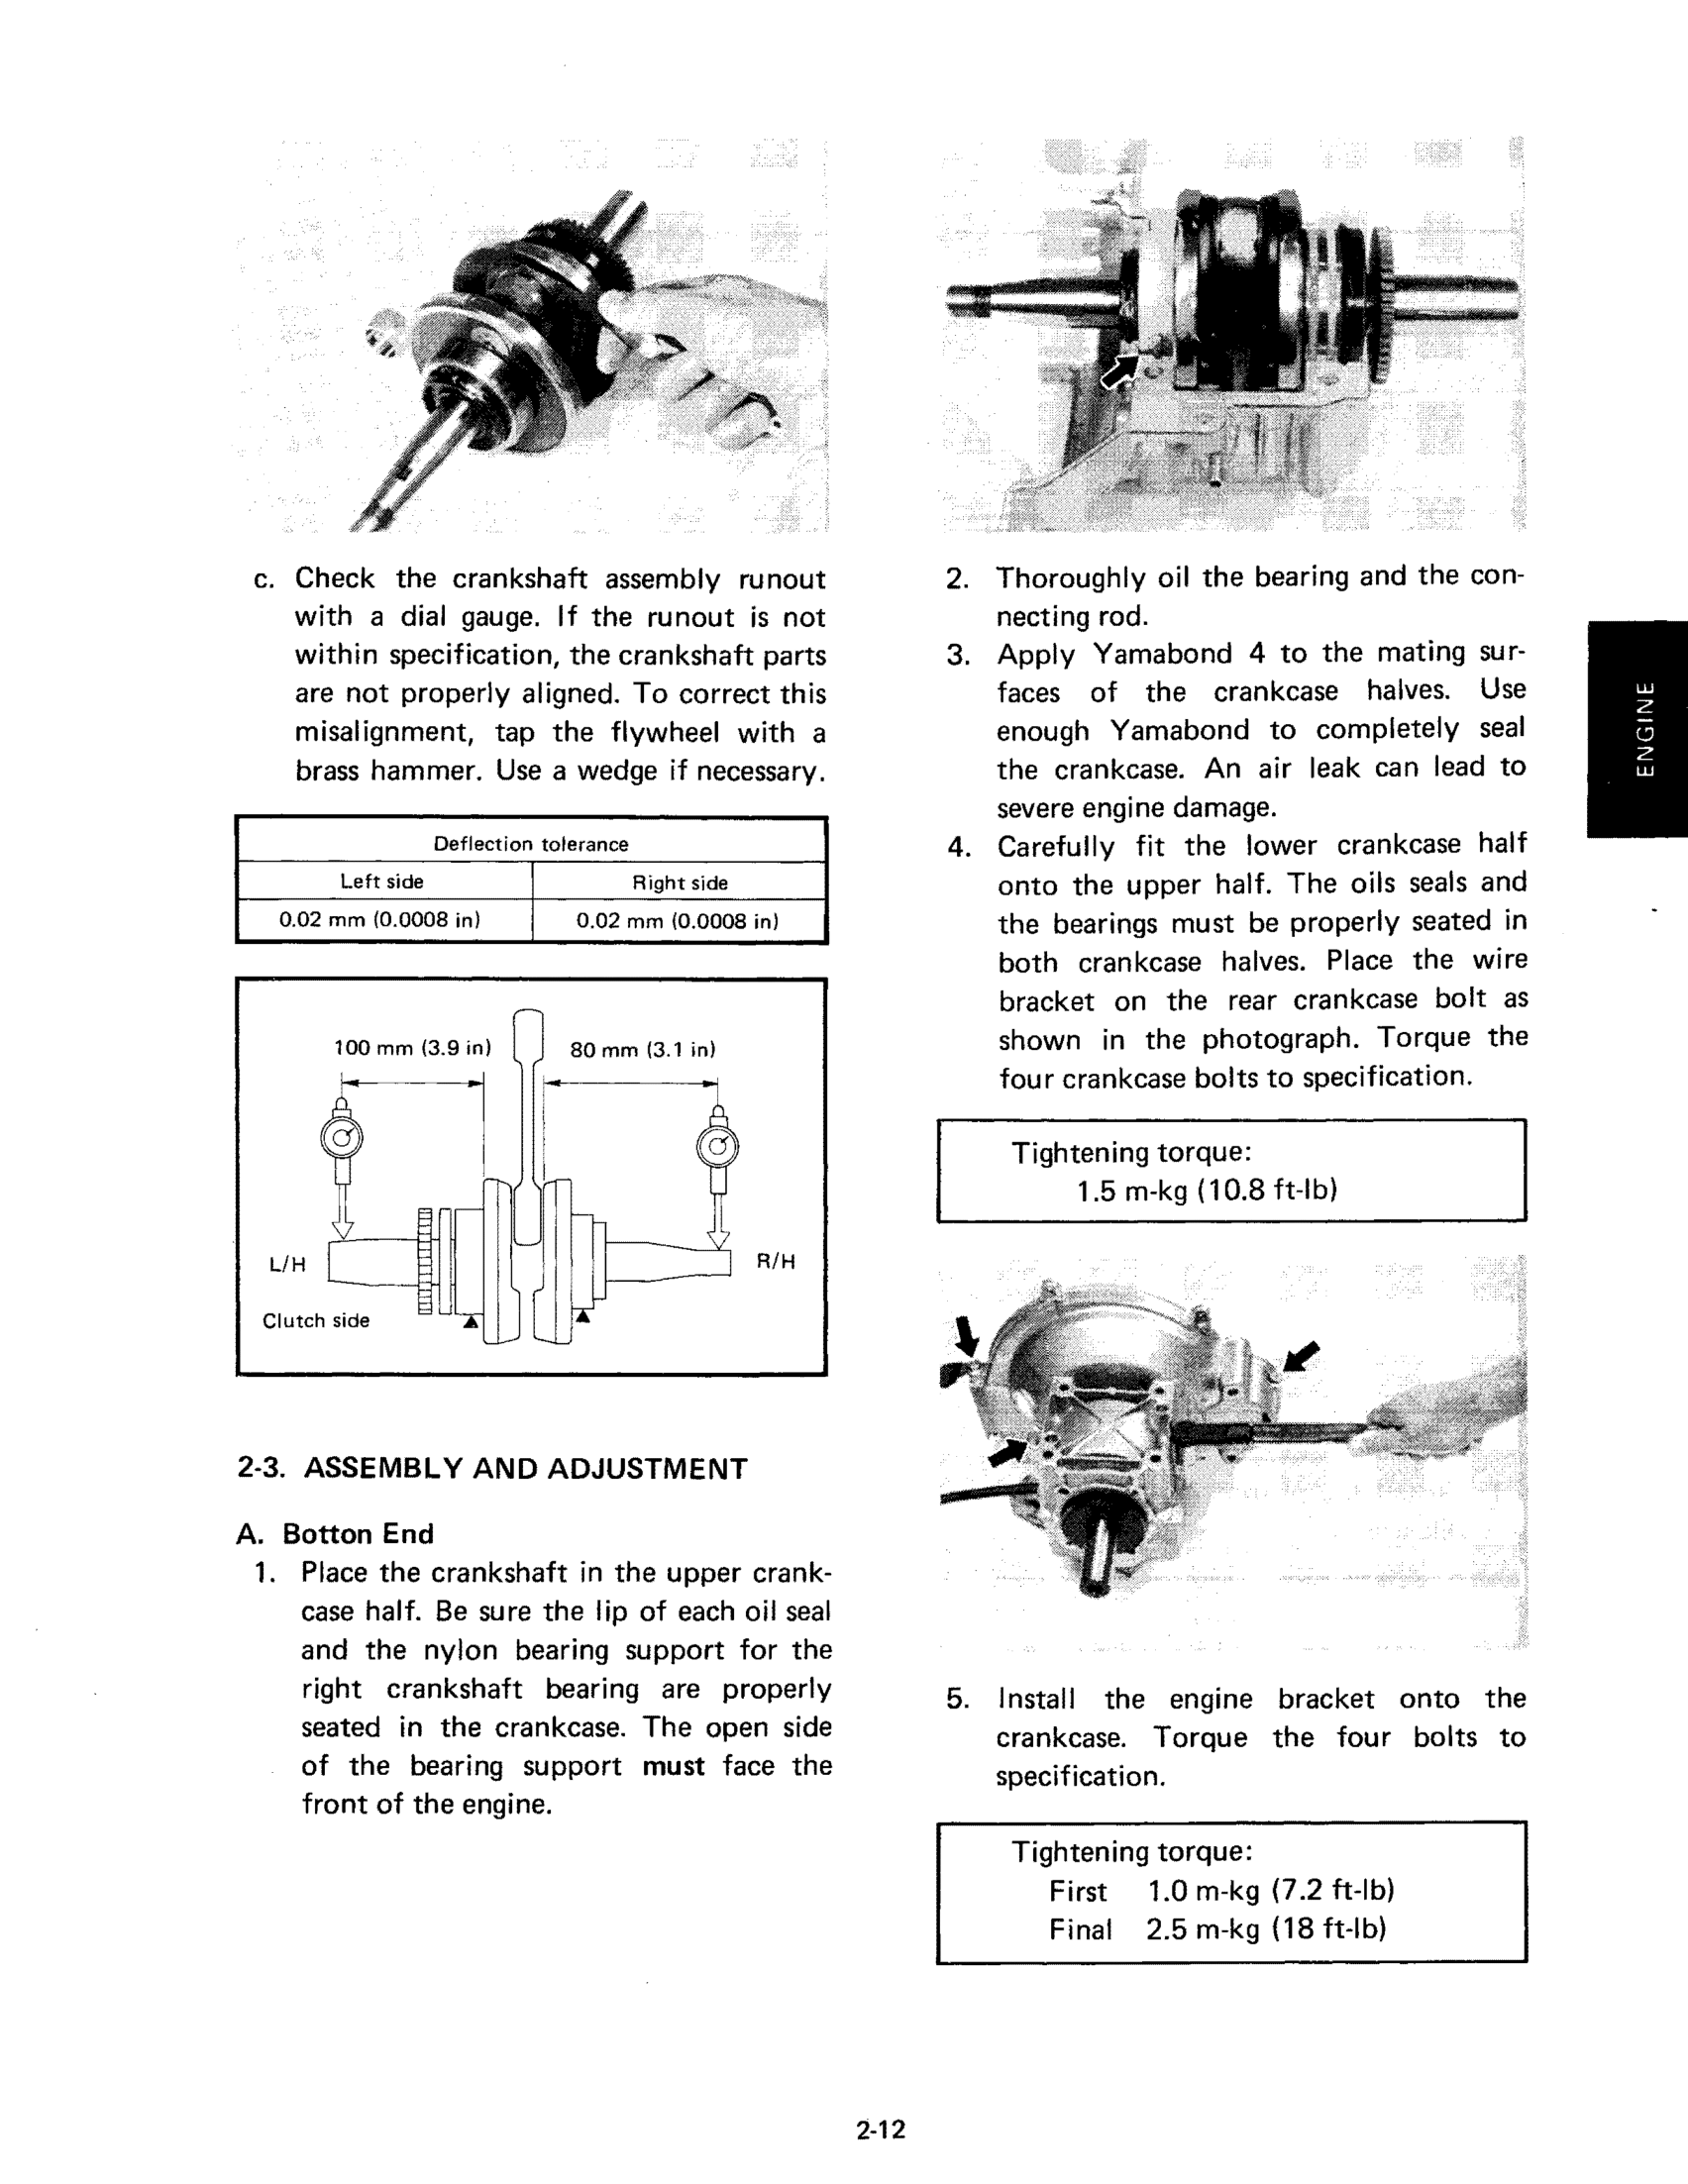 c. Check the crankshaft assembly runout
with a dial gauge. If the runout is not
within specification, the crankshaft parts
are not properly aligned. To correct this
misalignment, tap the flywheel with a
brass hammer. Use a wedge if necessary.
Deflection tolerance
Left side Right side
0.02 mm (0.0008 in) 0.02 mm (0.0008 in)
100 mm (3.9 in) 80 mm (3.1 in)
L/H R/H
Clutch side
2-3. ASSEMBLY AND ADJUSTMENT
A. Botton End
1. Place the crankshaft in the upper crank-
case half. Be sure the lip of each oil seal
and the nylon bearing support for the
right crankshaft bearing are properly
seated in the crankcase. The open side
of the bearing support must face the
front of the engine.
2. Thoroughly oil the bearing and the con-
necting rod.
3. Apply Yamabond 4 to the mating sur-
faces of the crankcase halves. Use
enough Yamabond to completely seal
the crankcase. An air leak can lead to
severe engine damage.
4. Carefully fit the lower crankcase half
onto the upper half. The oils seals and
the bearings must be properly seated in
both crankcase halves. Place the wire
bracket on the rear crankcase bolt as
shown in the photograph. Torque the
four crankcase bolts to specification.
Tightening torque:
1.5 m-kg (10.8 ft-lb)
5. Install the engine bracket onto the
crankcase. Torque the four bolts to
specification.
Tightening torque:
First 1.0 m-kg (7.2 ft-lb)
Final 2.5 m-kg (18 ft-lb)
ENGINE
2-12